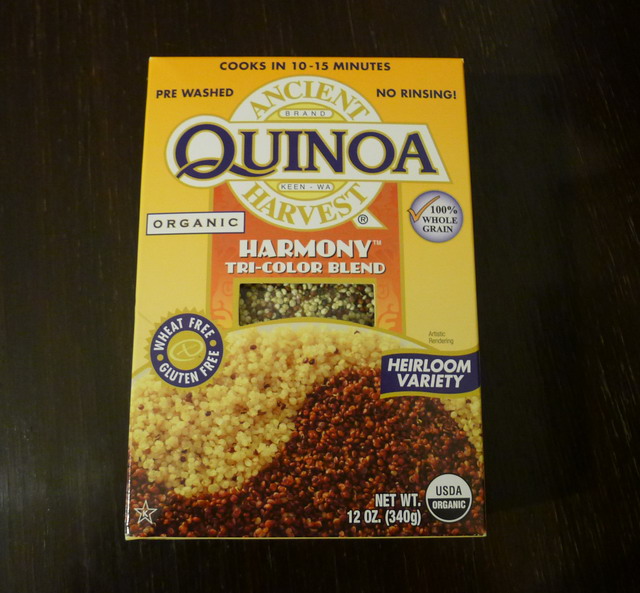 COOKS IN 10-15 MINUTES
PRE WASHED
NO RINSING!
ANCIENT
BRAND
QUINOA
KEEN - WA
HARVEST®
ORGANIC
100%
WHOLE
GRAIN
HARMONY™
TRI-COLOR BLEND
WHEAT FREE
GLUTEN FREE
Artistic
Rendering
HEIRLOOM
VARIETY
NET WT.
12 OZ. (340g)
USDA
ORGANIC
K